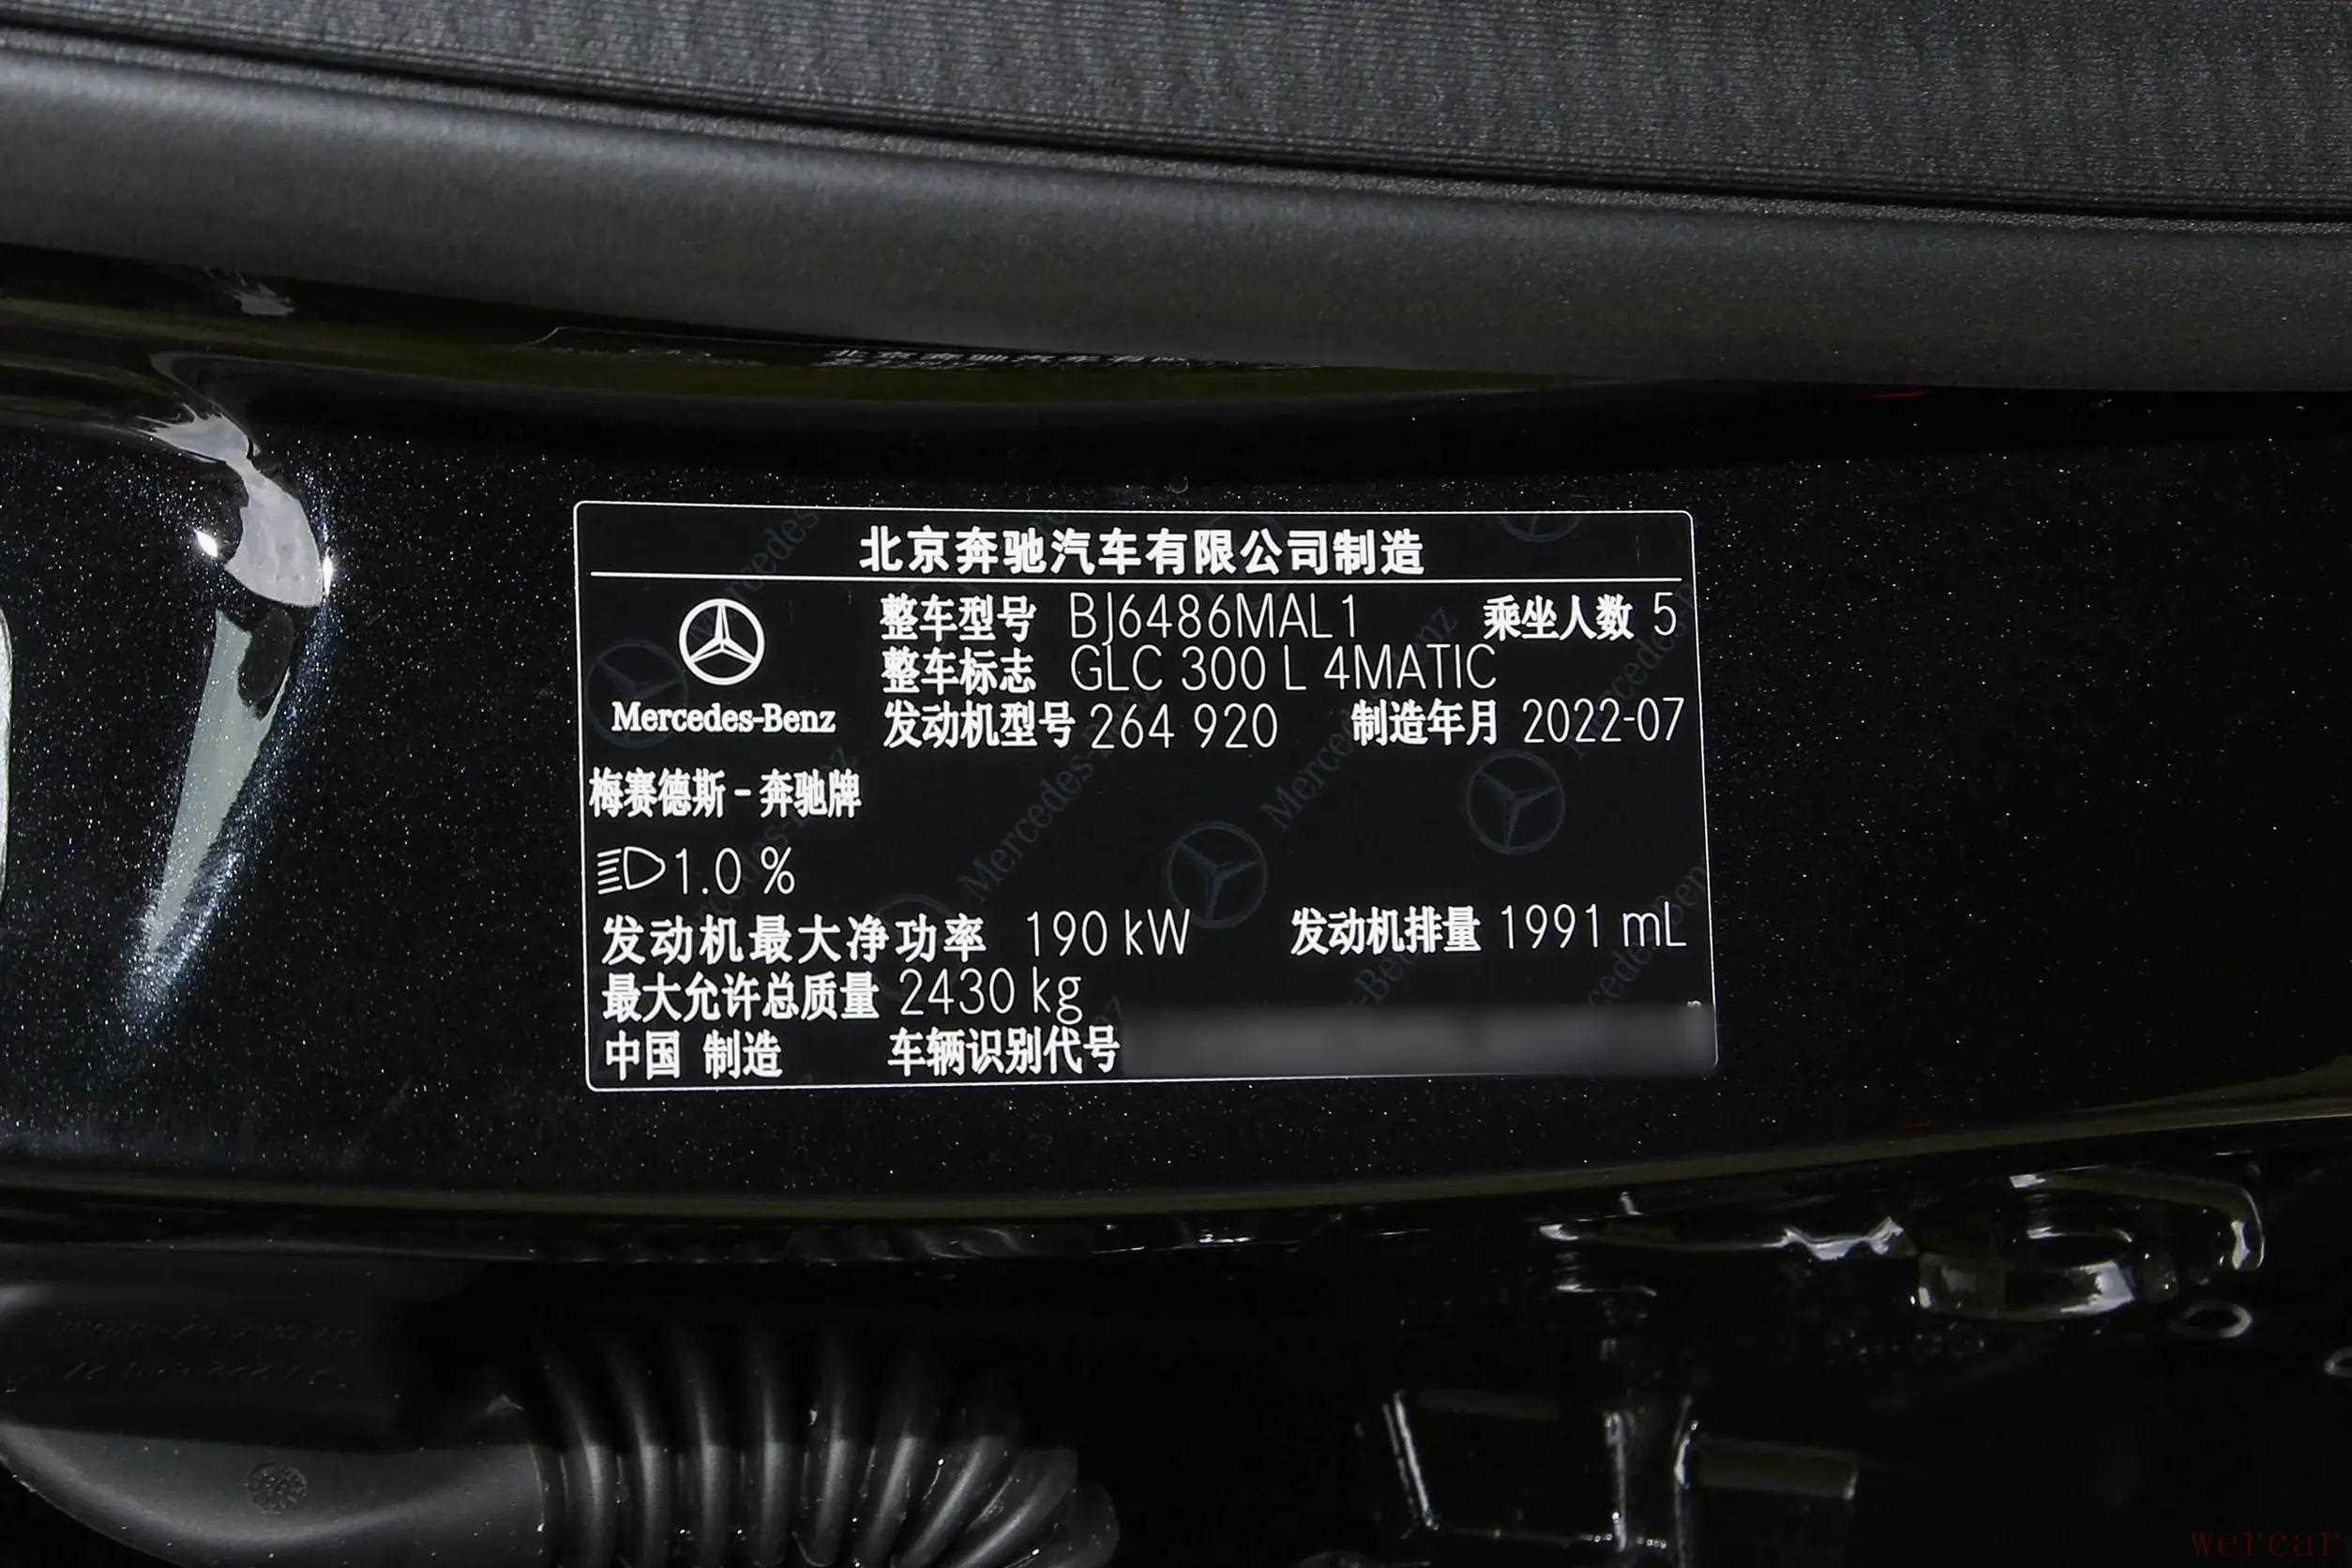 北京奔驰汽车有限公司制造
整车型号 BJ6486MAL1 乘坐人数 5
整车标志 GLC 300 L 4MATIC
Mercedes-Benz 发动机型号 264 920 制造年月 2022-07
梅赛德斯-奔驰牌
1.0 %
发动机最大净功率 190 kW 发动机排量 1991 mL
最大允许总质量 2430 kg
中国 制造 车辆识别代号
wercar